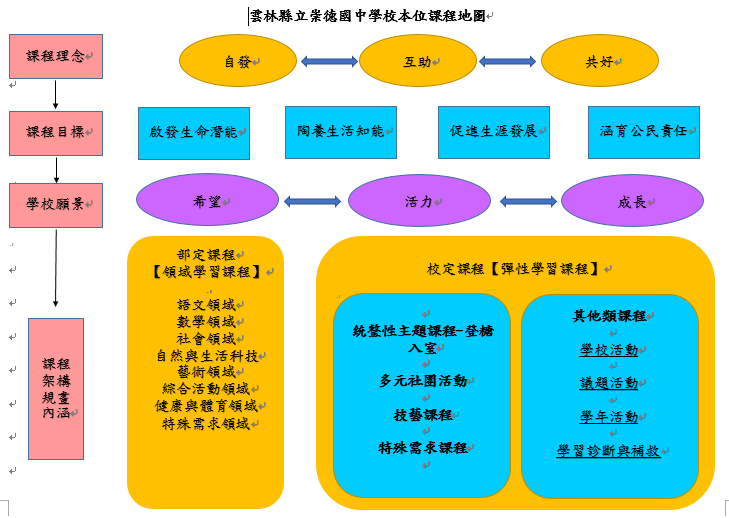 雲林縣立崇德國中學校本位課程地圖
課程理念
自發
互助
共好
課程目標
啟發生命潛能
陶養生活知能
促進生涯發展
涵育公民責任
學校願景
希望
活力
成長
課程
架構
規畫
內涵
部定課程
【領域學習課程】
語文領域
數學領域
社會領域
自然與生活科技
藝術領域
綜合活動領域
健康與體育領域
特殊需求領域
校定課程【彈性學習課程】
統整性主題課程-登糖
入室
多元社團活動
技藝課程
特殊需求課程
其他類課程
學校活動
議題活動
學年活動
學習診斷與補救